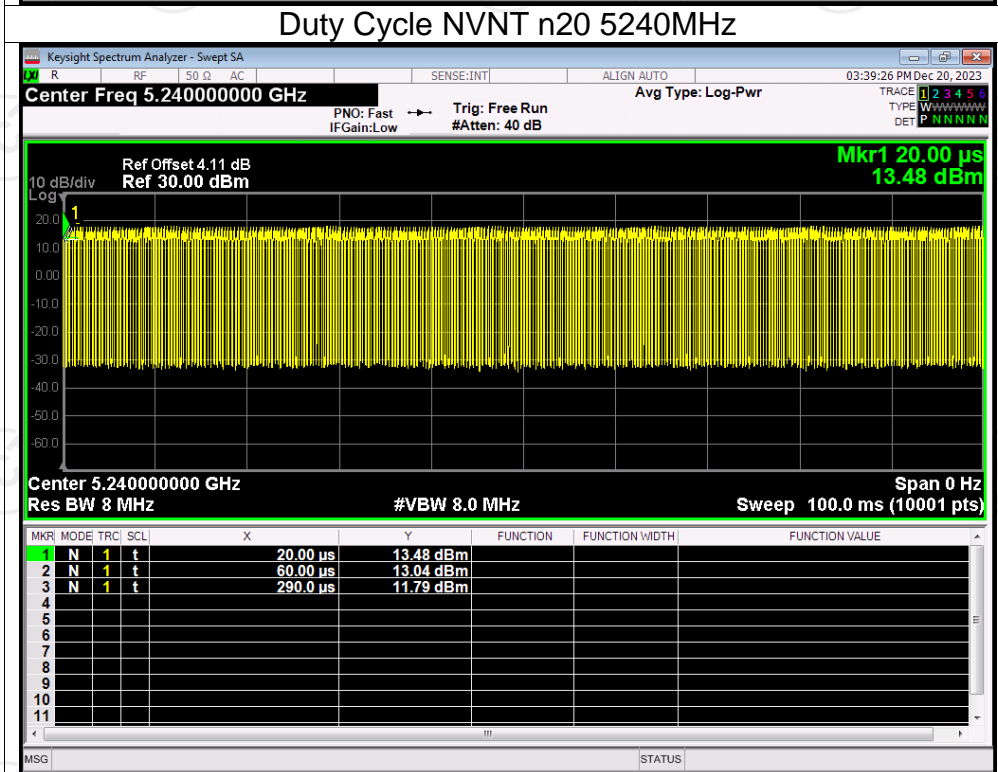 Duty Cycle NVNT n20 5240MHz
Keysight Spectrum Analyzer - Swept SA
LXI R RF 50 Ω AC SENSE:INT ALIGN AUTO 03:39:26 PM Dec 20, 2023
Center Freq 5.240000000 GHz Avg Type: Log-Pwr TRACE 1 2 3 4 5 6
PNO: Fast Trig: Free Run TYPE W
IFGain:Low #Atten: 40 dB DET P N N N N N
Mkr1 20.00 µs
Ref Offset 4.11 dB
10 dB/div Ref 30.00 dBm 13.48 dBm
Log
1
20.0
10.0
0.00
-10.0
-20.0
-30.0
-40.0
-50.0
-60.0
Center 5.240000000 GHz Span 0 Hz
Res BW 8 MHz #VBW 8.0 MHz Sweep 100.0 ms (10001 pts)
MKR MODE TRC SCL X Y FUNCTION FUNCTION WIDTH FUNCTION VALUE
1 N 1 t 20.00 µs 13.48 dBm
2 N 1 t 60.00 µs 13.04 dBm
3 N 1 t 290.0 µs 11.79 dBm
4
5
6
7
8
9
10
11
MSG STATUS